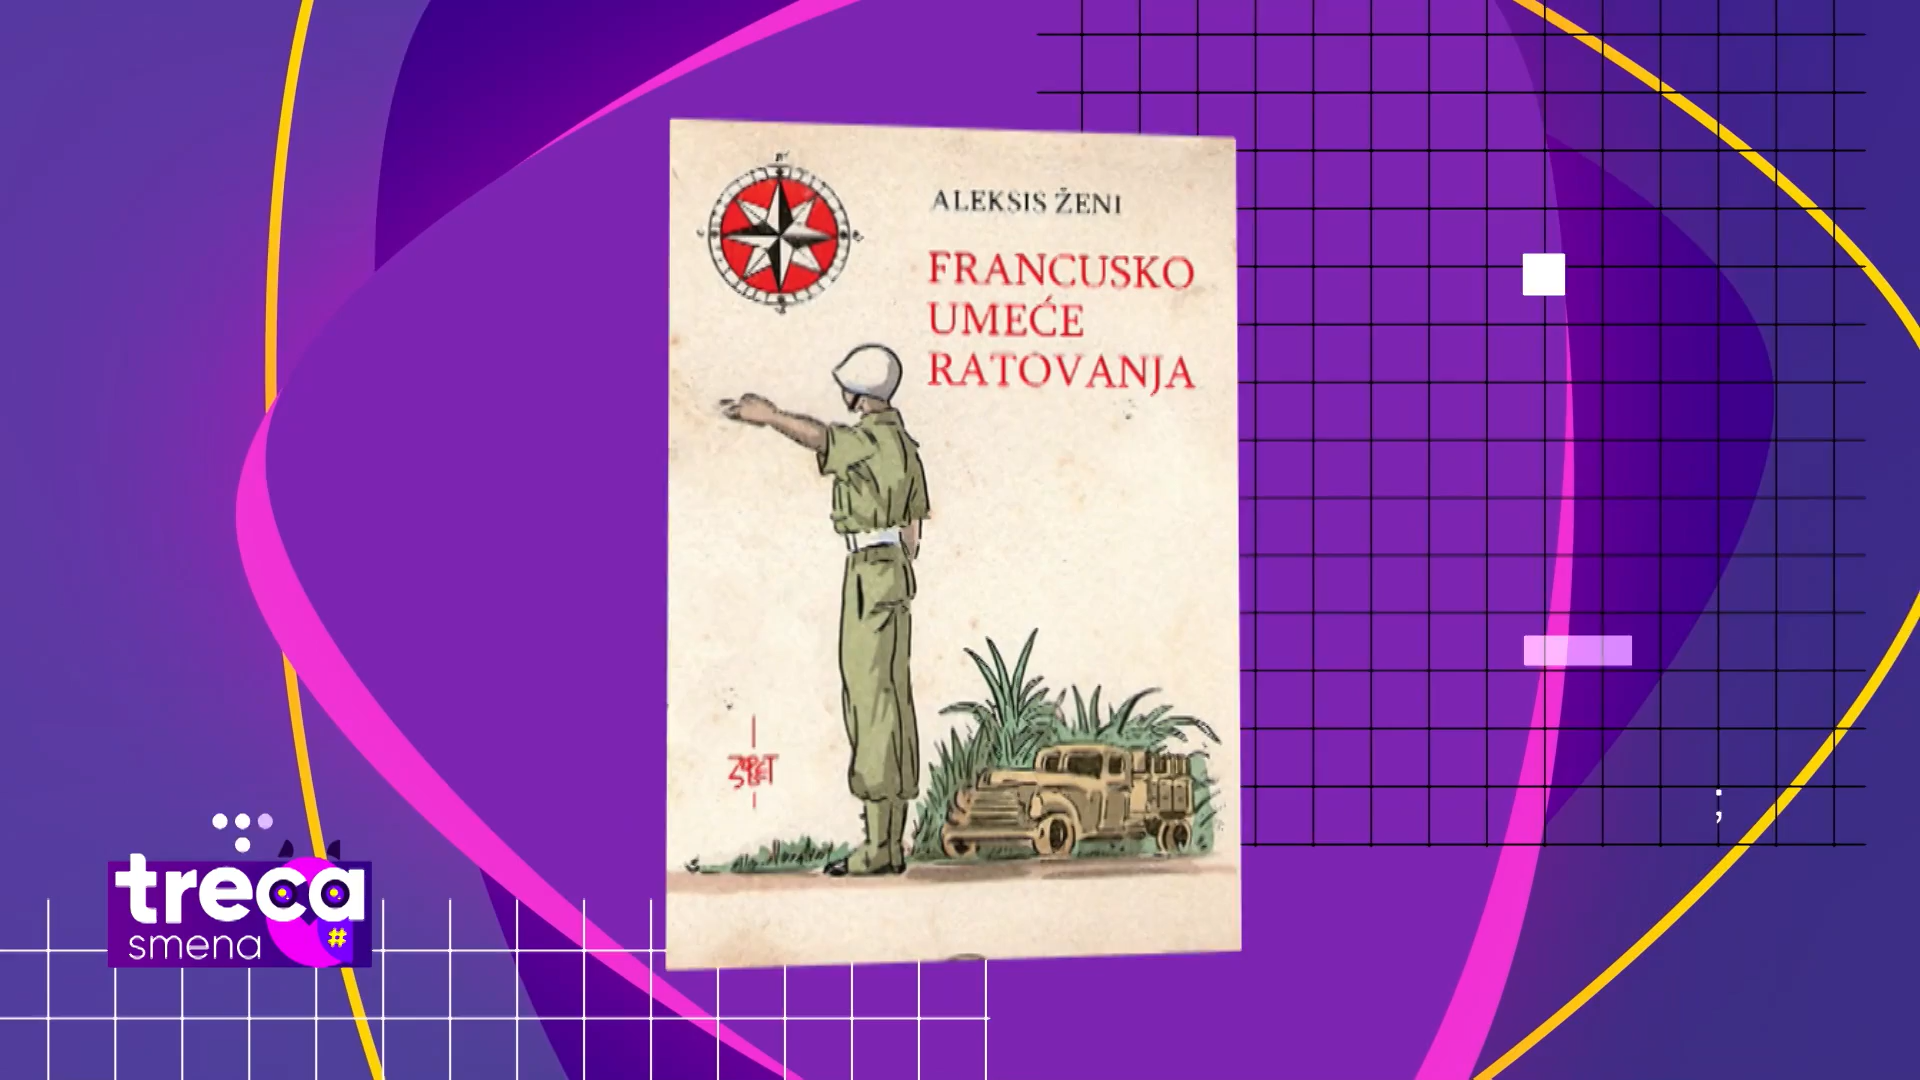 ALEKSIS ŽENI
FRANCUSKO
UMEĆE
RATOVANJA
treca
smena
#